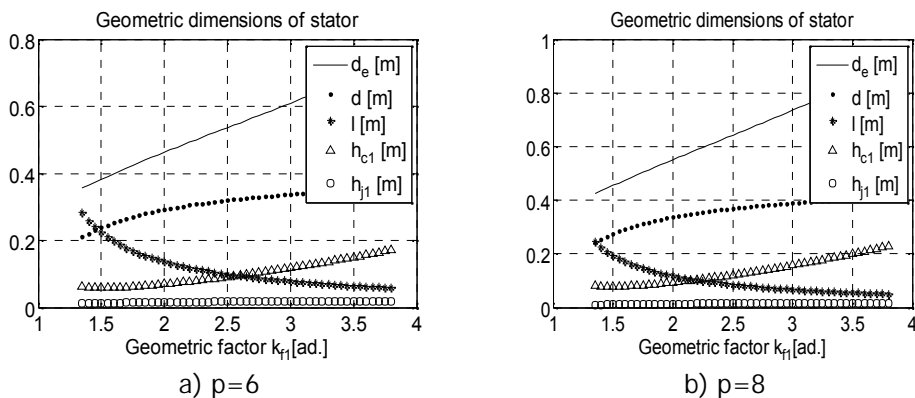 Geometric dimensions of stator
0.8
0.6
0.4
0.2
0
1 1.5 2 2.5 3 3.5 4
d_e [m]
d [m]
l [m]
h_c1 [m]
h_j1 [m]
Geometric factor k_f1[ad.]
a) p=6
Geometric dimensions of stator
1
0.8
0.6
0.4
0.2
0
1 1.5 2 2.5 3 3.5 4
d_e [m]
d [m]
l [m]
h_c1 [m]
h_j1 [m]
Geometric factor k_f1[ad.]
b) p=8